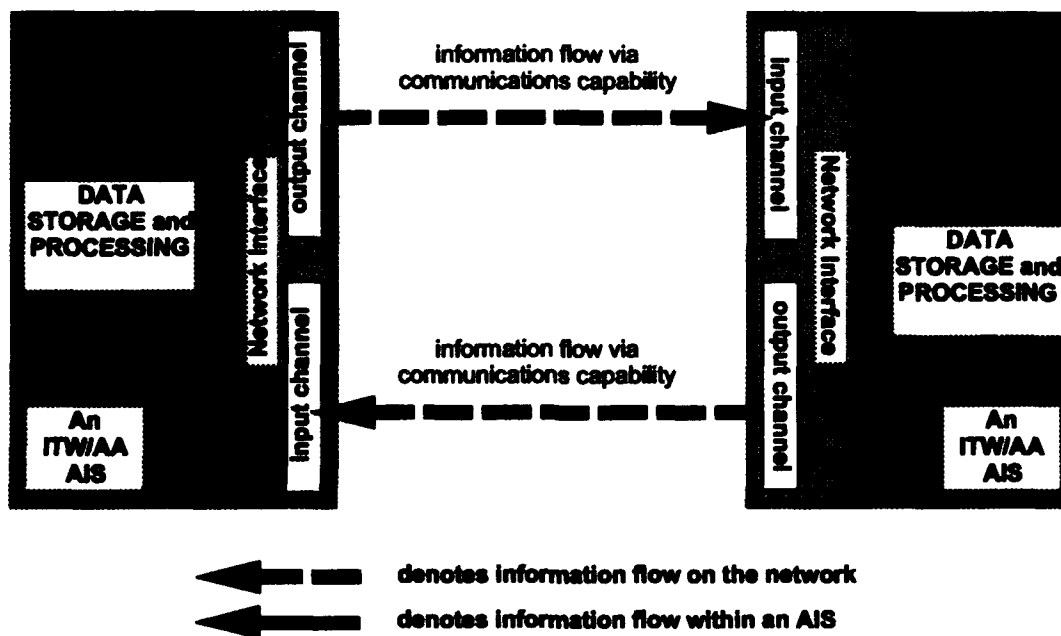 information flow via
communications capability
output channel
input channel
Network Interface
Network Interface
DATA
STORAGE and
PROCESSING
DATA
STORAGE and
PROCESSING
information flow via
communications capability
input channel
output channel
An
ITW/AA
AIS
An
ITW/AA
AIS
denotes information flow on the network
denotes information flow within an AIS